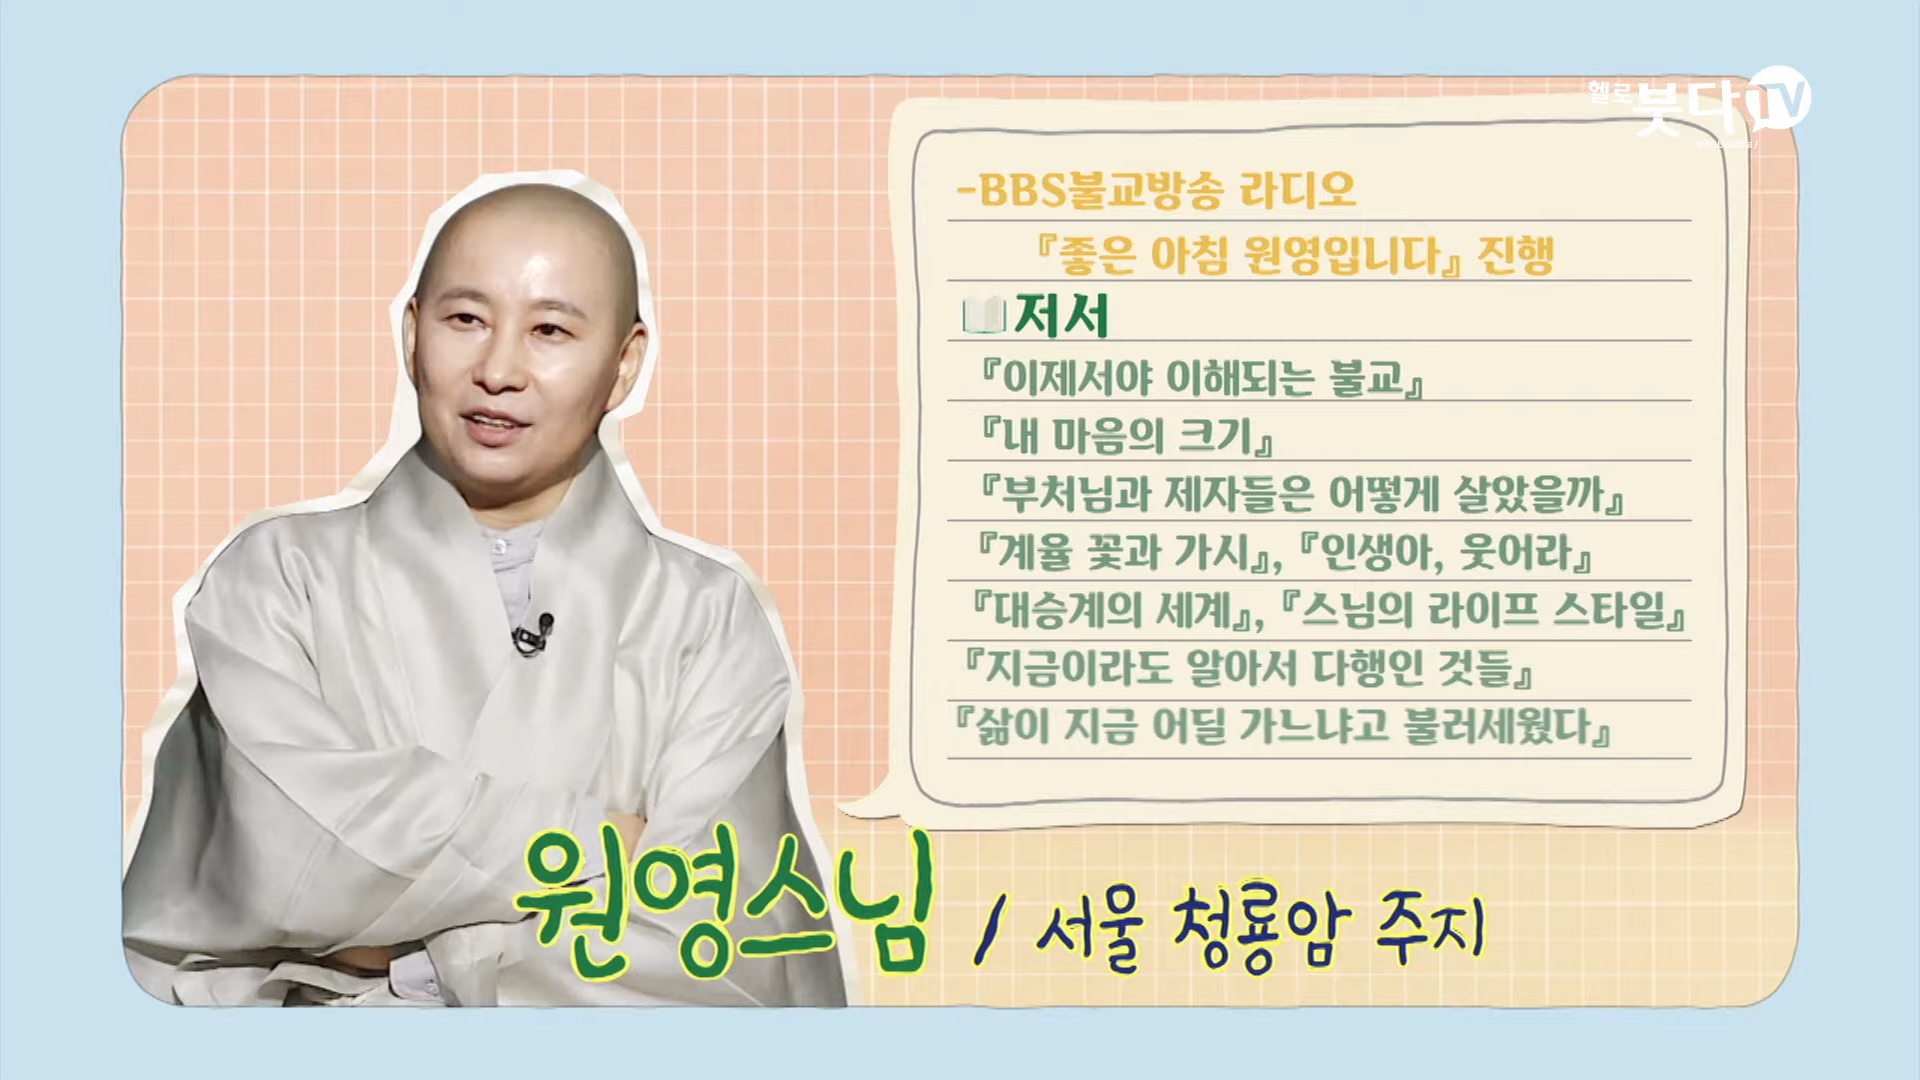 헬로붓다TV
-BBS불교방송 라디오
『좋은 아침 원영입니다』 진행
저서
『이제서야 이해되는 불교』
『내 마음의 크기』
『부처님과 제자들은 어떻게 살았을까』
『계율 꽃과 가시』, 『인생아, 웃어라』
『대승계의 세계』, 『스님의 라이프 스타일』
『지금이라도 알아서 다행인 것들』
『삶이 지금 어딜 가느냐고 불러세웠다』
원영스님 / 서울 청룡암 주지